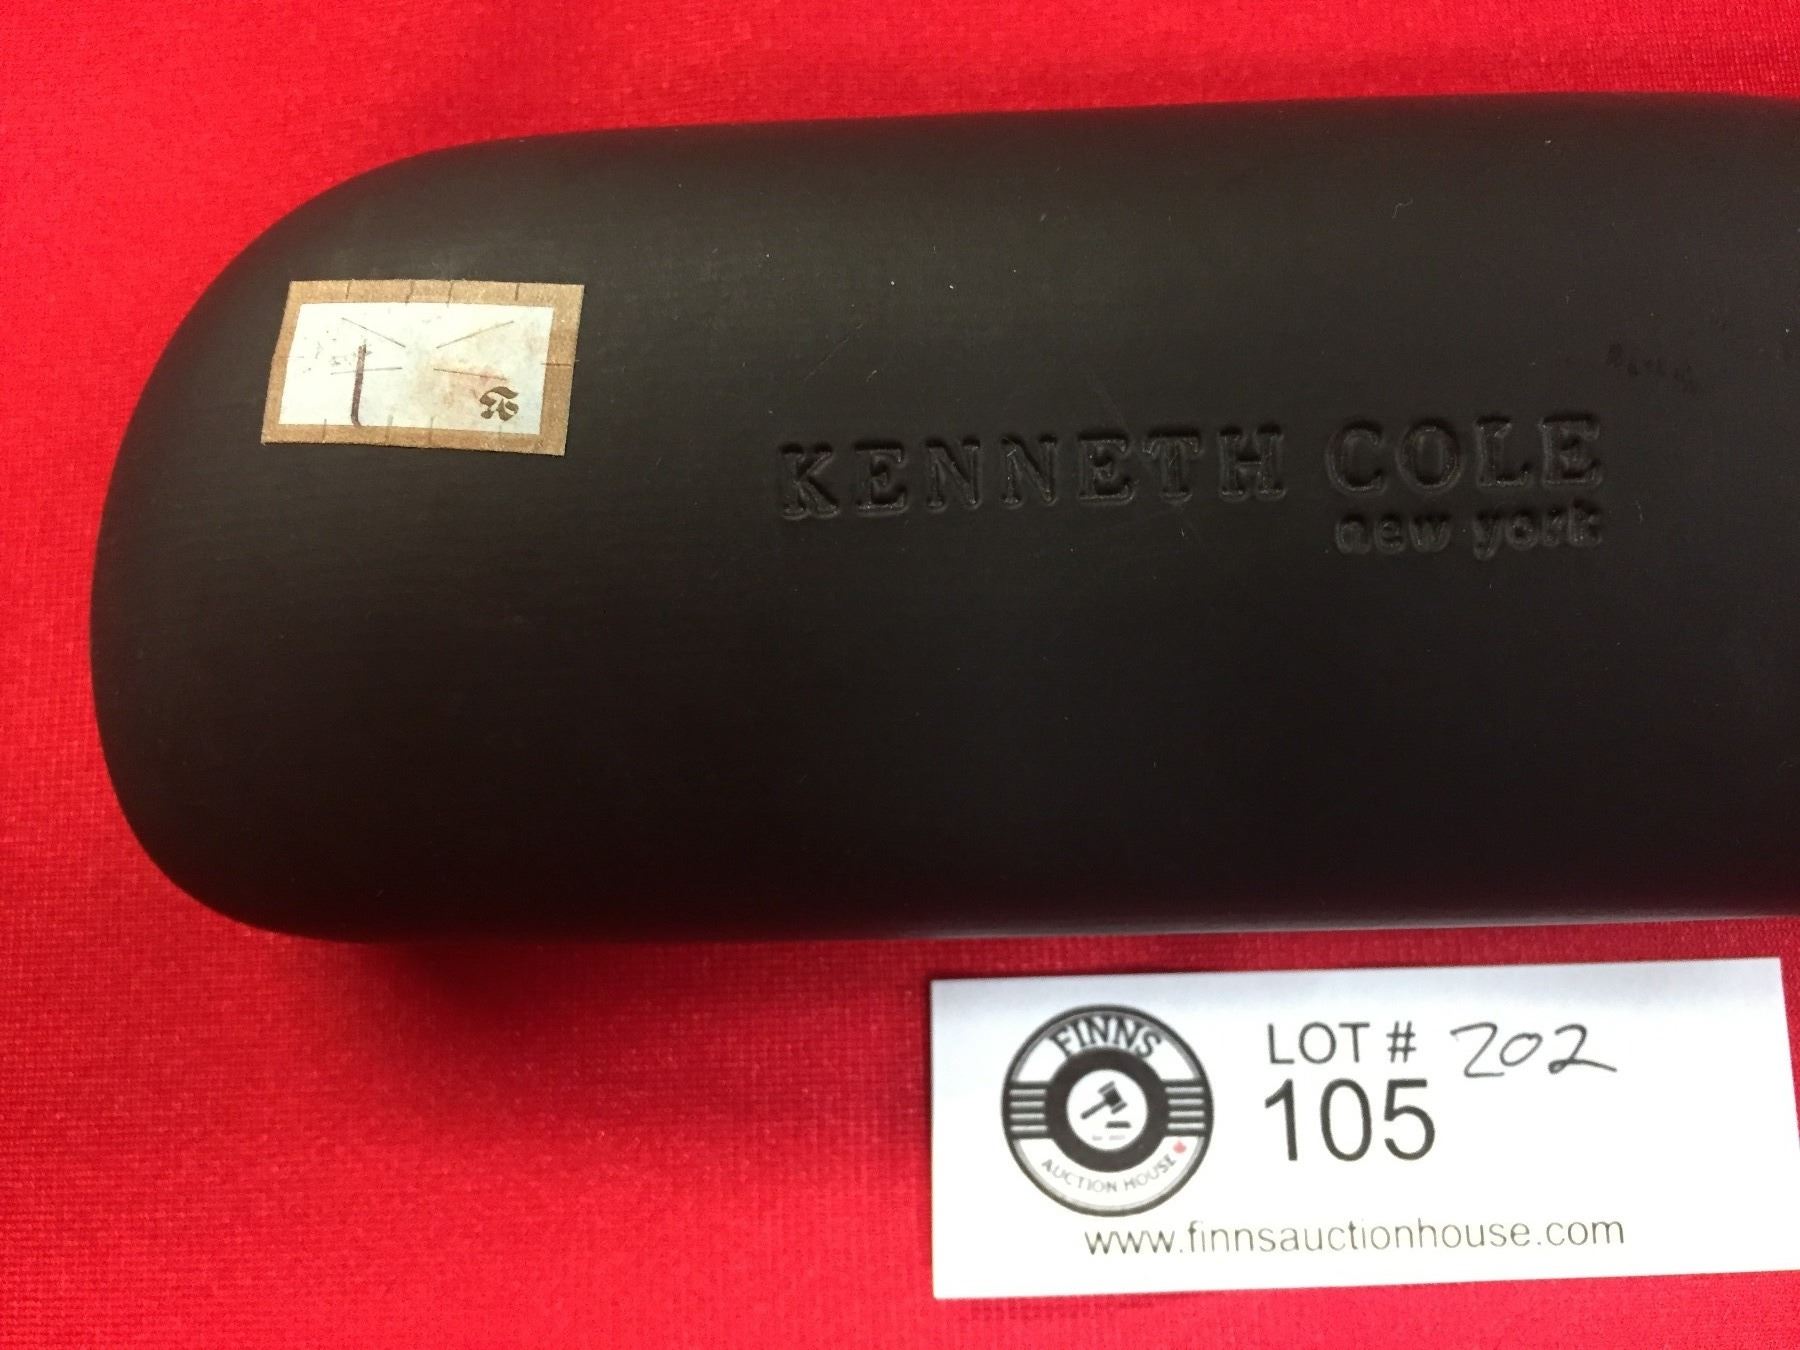 KENNETH COLE
new york
FINNS
AUCTION HOUSE
LOT # 202
105
www.finnsauctionhouse.com